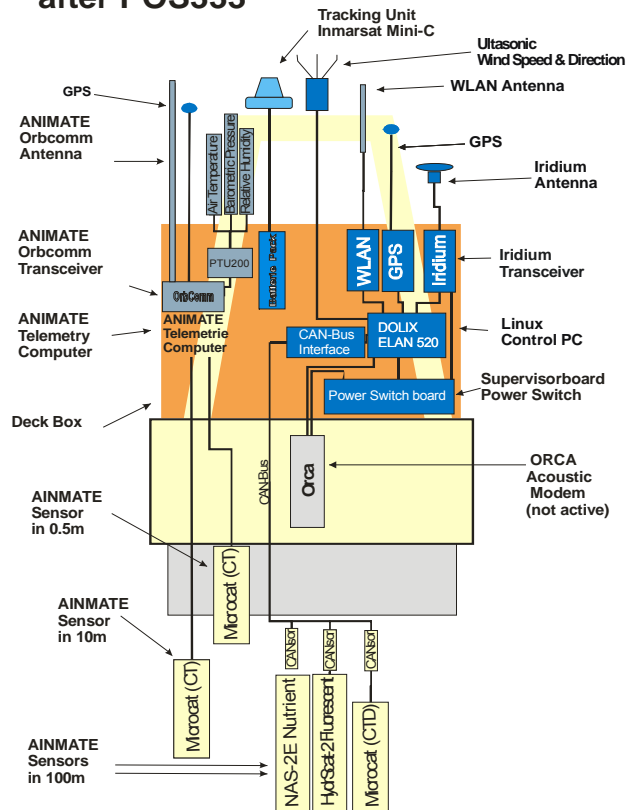 after POS333
Tracking Unit
Inmarsat Mini-C
Ultasonic
Wind Speed & Direction
WLAN Antenna
GPS
ANIMATE
Orbcomm
Antenna
GPS
Iridium
Antenna
Air Temperature
Barometric Pressure
Relative Humidity
ANIMATE
Orbcomm
Transceiver
PTU200
Batterie Pack
WLAN
GPS
Iridium
Iridium
Transceiver
OrbComm
ANIMATE
Telemetry
Computer
ANIMATE
Telemetrie
Computer
CAN-Bus
Interface
DOLIX
ELAN 520
Linux
Control PC
Supervisorboard
Power Switch
Power Switch board
Deck Box
CAN-Bus
Orca
ORCA
Acoustic
Modem
(not active)
AINMATE
Sensor
in 0.5m
Microcat (CT)
AINMATE
Sensor
in 10m
Microcat (CT)
CANsor
CANsor
CANsor
NAS-2E Nutrient
HydrScat-2 Fluorescent
Microcat (CTD)
AINMATE
Sensors
in 100m